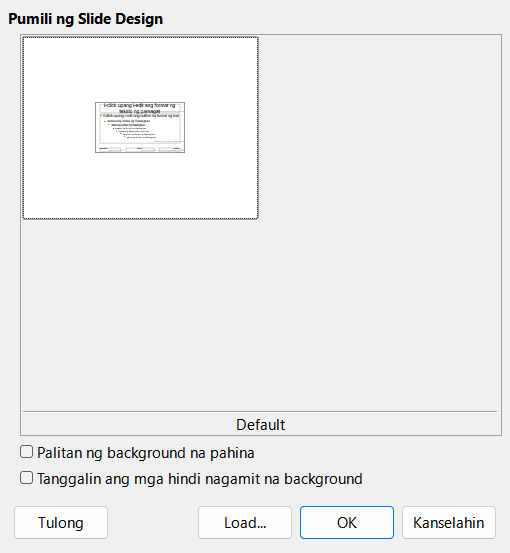 Pumili ng Slide Design
I-click upang i-edit ang format ng
teksto ng pamagat
Default
Palitan ng background na pahina
Tanggalin ang mga hindi nagamit na background
Tulong
Load...
OK
Kanselahin